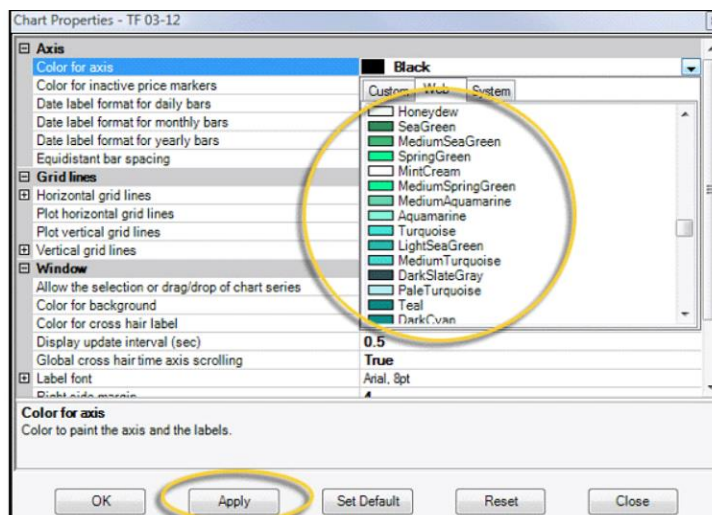 Chart Properties - TF 03-12
Axis
Color for axis Black
Color for inactive price markers
Custom Web System
Date label format for daily bars
Date label format for monthly bars
Date label format for yearly bars
Equidistant bar spacing
Grid lines
Horizontal grid lines
Plot horizontal grid lines
Plot vertical grid lines
Vertical grid lines
Window
Allow the selection or drag/drop of chart series
Color for background
Color for cross hair label
Honeydew
SeaGreen
MediumSeaGreen
SpringGreen
MintCream
MediumSpringGreen
MediumAquamarine
Aquamarine
Turquoise
LightSeaGreen
MediumTurquoise
DarkSlateGray
PaleTurquoise
Teal
DarkCyan
Display update interval (sec) 0.5
Global cross hair time axis scrolling True
Label font Arial, 8pt
Right side margin 4
Color for axis
Color to paint the axis and the labels.
OK Apply Set Default Reset Close